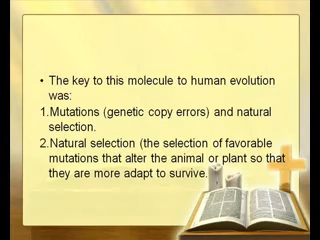 • The key to this molecule to human evolution
was:
1.Mutations (genetic copy errors) and natural
selection.
2.Natural selection (the selection of favorable
mutations that alter the animal or plant so that
they are more adapt to survive.